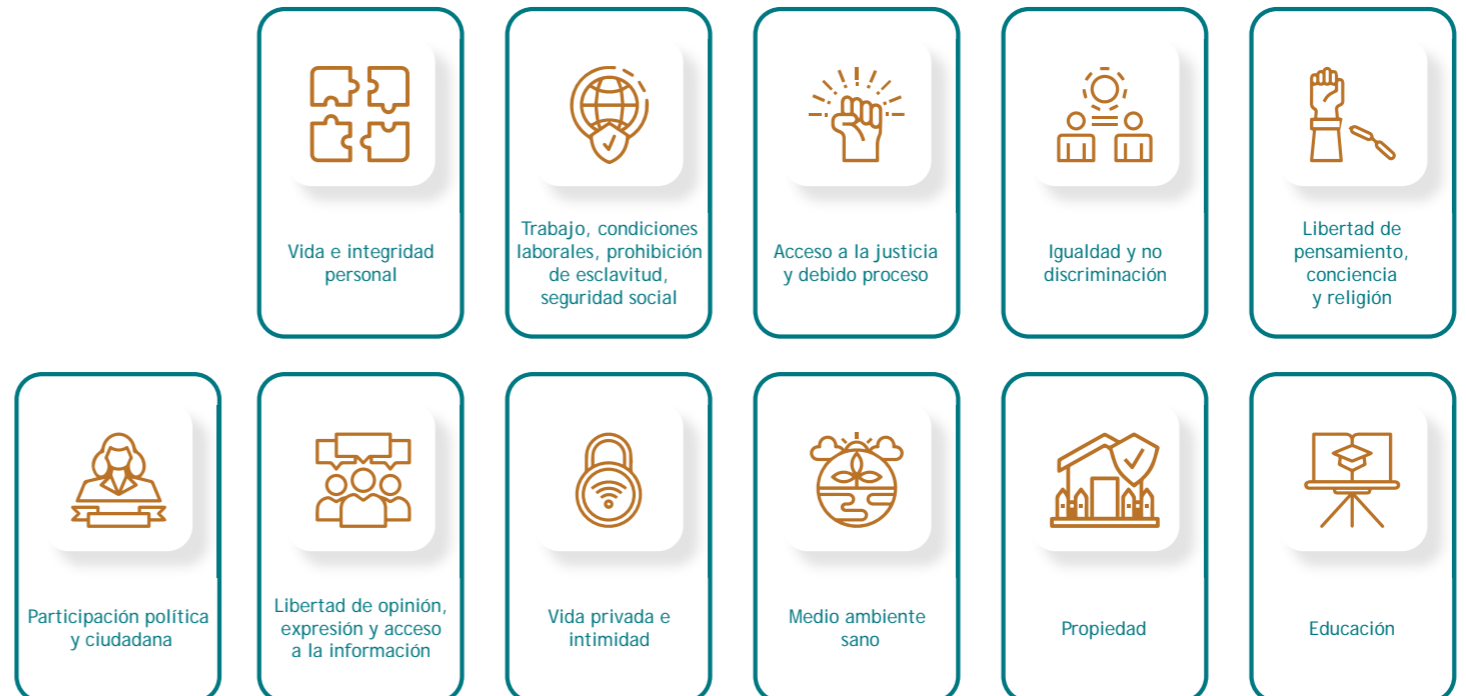 Vida e integridad
personal
Trabajo, condiciones
laborales, prohibición
de esclavitud,
seguridad social
Acceso a la justicia
y debido proceso
Igualdad y no
discriminación
Libertad de
pensamiento,
conciencia
y religión
Participación política
y ciudadana
Libertad de opinión,
expresión y acceso
a la información
Vida privada e
intimidad
Medio ambiente
sano
Propiedad
Educación